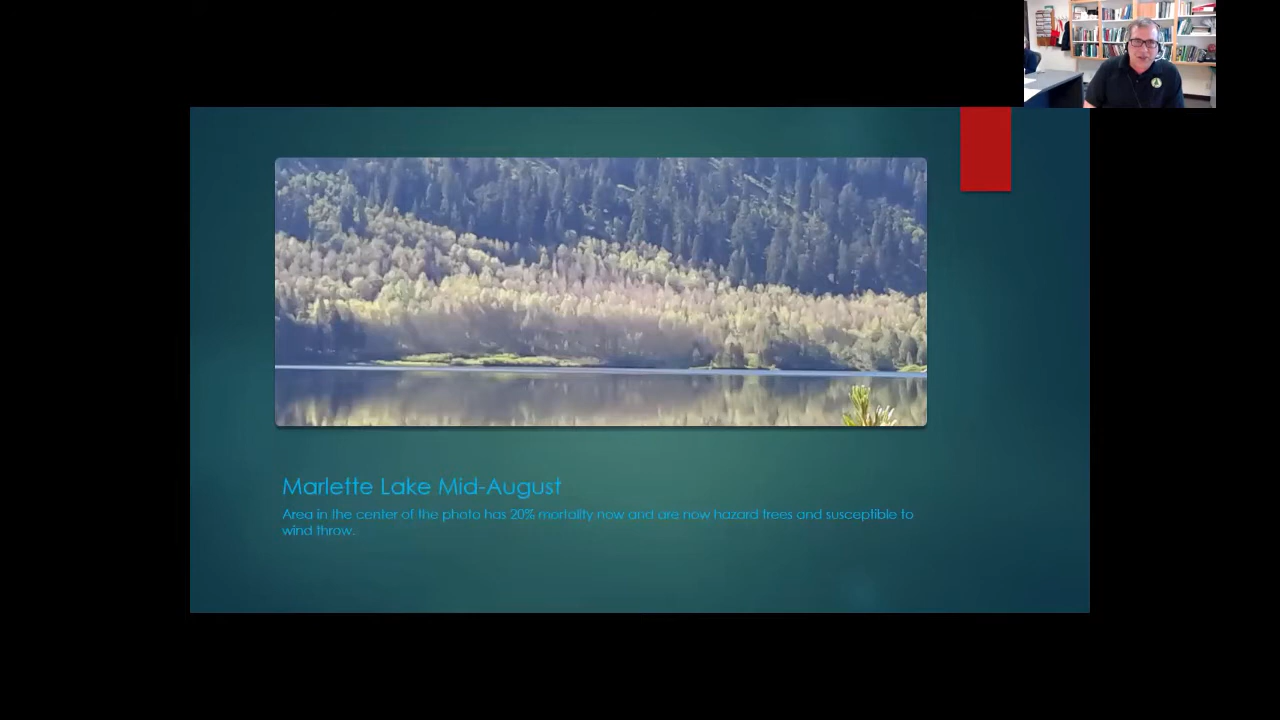 Marlette Lake Mid-August
Area in the center of the photo has 20% mortality now and are now hazard trees and susceptible to
wind throw.